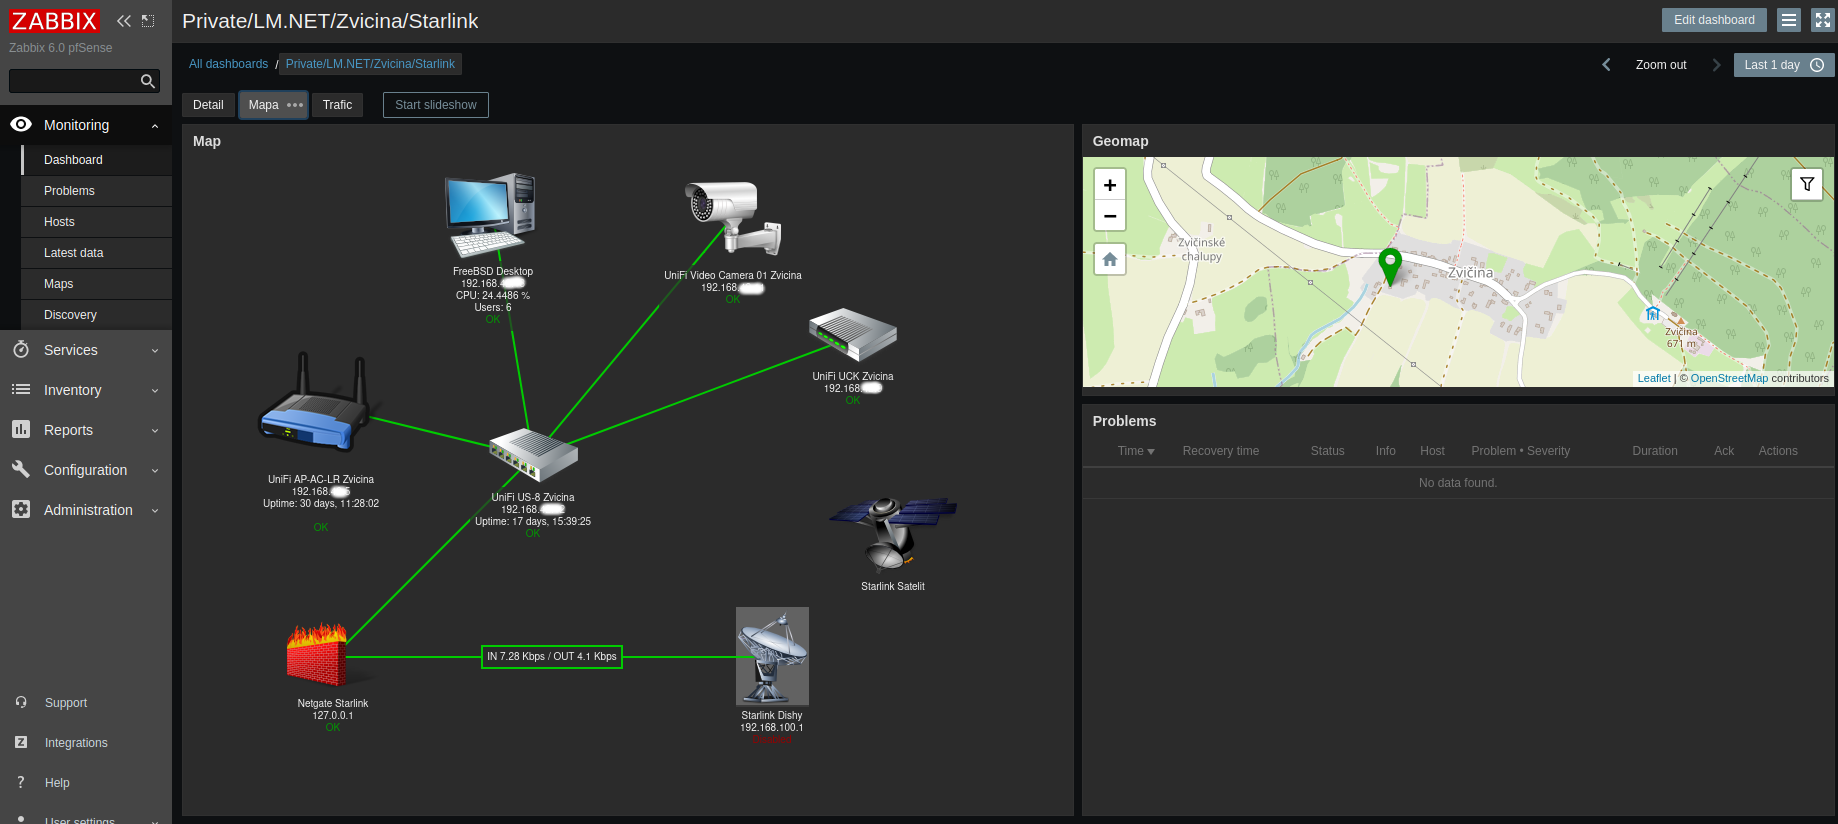 ZABBIX
Zabbix 6.0 pfSense
Monitoring
Dashboard
Problems
Hosts
Latest data
Maps
Discovery
Services
Inventory
Reports
Configuration
Administration
Support
Integrations
Help
User settings
Private/LM.NET/Zvicina/Starlink
Edit dashboard
All dashboards / Private/LM.NET/Zvicina/Starlink
Zoom out
Last 1 day
Detail
Mapa
Trafic
Start slideshow
Map
FreeBSD Desktop
192.168.
CPU: 24.4486 %
Users: 6
OK
UniFi Video Camera 01 Zvicina
192.168.
OK
UniFi UCK Zvicina
192.168.
OK
UniFi AP-AC-LR Zvicina
192.168.
Uptime: 30 days, 11:28:02
OK
UniFi US-8 Zvicina
192.168.
Uptime: 17 days, 15:39:25
OK
Starlink Satelit
Netgate Starlink
127.0.0.1
OK
IN 7.28 Kbps / OUT 4.1 Kbps
Starlink Dishy
192.168.100.1
Geomap
+
−
Zvičinské
chalupy
Zvičina
Zvičina
671 m
Leaflet | © OpenStreetMap contributors
Problems
Time Recovery time Status Info Host Problem • Severity Duration Ack Actions
No data found.